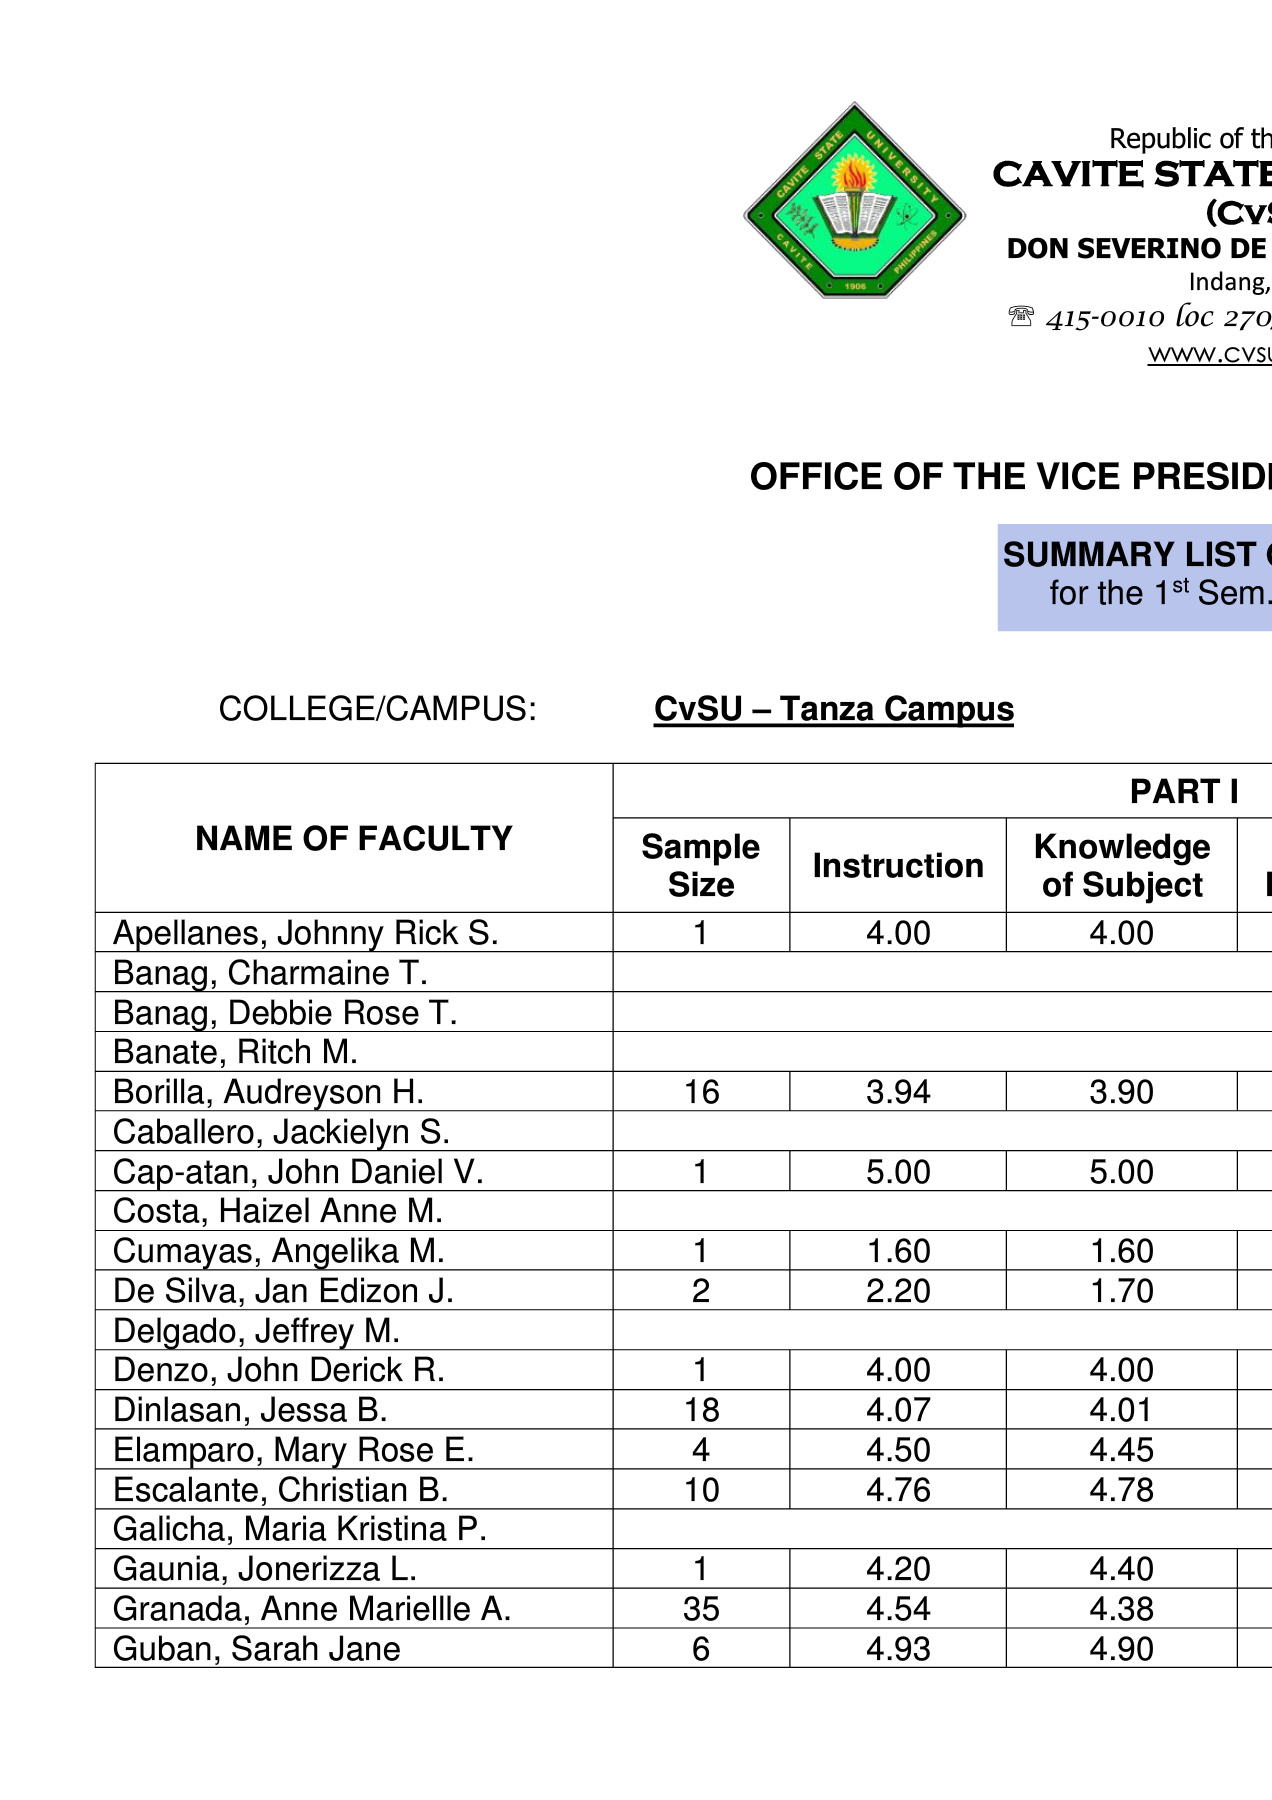 CAVITE STATE UNIVERSITY
CAVITE PHILIPPINES
1906
Republic of th
CAVITE STATE
(CvS
DON SEVERINO DE
Indang,
☏ 415-0010 loc 270,
www.cvsu
OFFICE OF THE VICE PRESIDE
SUMMARY LIST
for the 1st Sem.
COLLEGE/CAMPUS: CvSU – Tanza Campus
NAME OF FACULTY PART I
Sample Size Instruction Knowledge of Subject
Apellanes, Johnny Rick S. 1 4.00 4.00
Banag, Charmaine T.
Banag, Debbie Rose T.
Banate, Ritch M.
Borilla, Audreyson H. 16 3.94 3.90
Caballero, Jackielyn S.
Cap-atan, John Daniel V. 1 5.00 5.00
Costa, Haizel Anne M.
Cumayas, Angelika M. 1 1.60 1.60
De Silva, Jan Edizon J. 2 2.20 1.70
Delgado, Jeffrey M.
Denzo, John Derick R. 1 4.00 4.00
Dinlasan, Jessa B. 18 4.07 4.01
Elamparo, Mary Rose E. 4 4.50 4.45
Escalante, Christian B. 10 4.76 4.78
Galicha, Maria Kristina P.
Gaunia, Jonerizza L. 1 4.20 4.40
Granada, Anne Mariellle A. 35 4.54 4.38
Guban, Sarah Jane 6 4.93 4.90